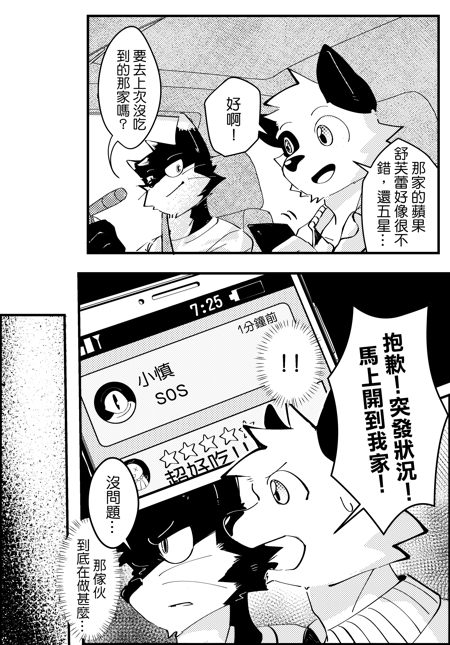 要去上次沒吃
到的那家嗎？
好啊！
那家的蘋果
舒芙蕾好像很不
錯，還五星…
7:25
1分鐘前
小慎
SOS
！！
超好吃!!
抱歉！突發狀況！
馬上開到我家！
沒問題…
那傢伙
到底在做甚麼…